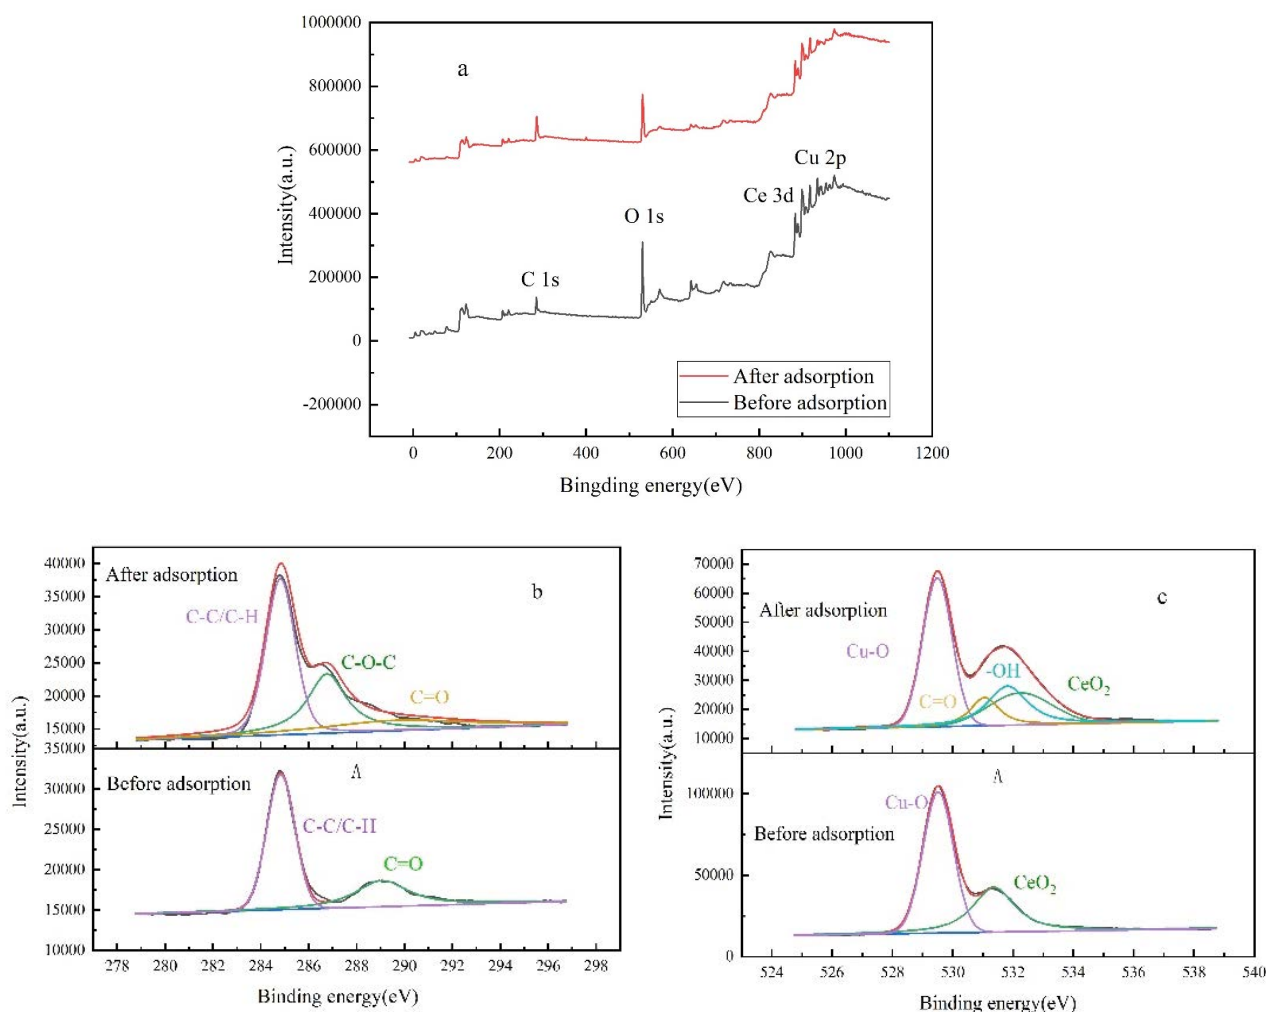 1000000
a
800000
600000
Cu 2p
Ce 3d
400000
O 1s
C 1s
200000
0
After adsorption
Before adsorption
-200000
Intensity(a.u.)
0 200 400 600 800 1000 1200
Bingding energy(eV)
40000
After adsorption
b
35000
C-C/C-H
30000
25000
C-O-C
20000
C=O
15000
35000
Before adsorption
30000
C-C/C-H
25000
20000
C=O
15000
10000
Intensity(a.u.)
278 280 282 284 286 288 290 292 294 296 298
Binding energy(eV)
70000
60000
After adsorption
c
50000
Cu-O
40000
-OH
30000
CeO₂
C=O
20000
10000
100000
Cu-O
Before adsorption
50000
CeO₂
0
Intensity(a.u.)
524 526 528 530 532 534 536 538 540
Binding energy(eV)